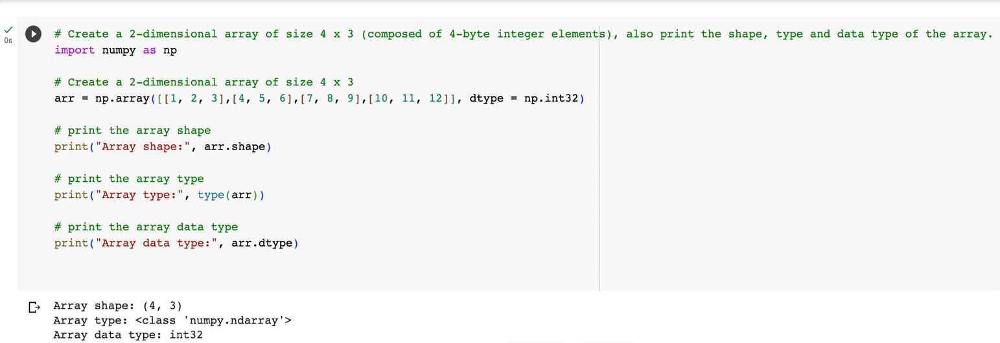 0s
# Create a 2-dimensional array of size 4 x 3 (composed of 4-byte integer elements), also print the shape, type and data type of the array.
import numpy as np
# Create a 2-dimensional array of size 4 x 3
arr = np.array([[1, 2, 3],[4, 5, 6],[7, 8, 9],[10, 11, 12]], dtype = np.int32)
# print the array shape
print("Array shape:", arr.shape)
# print the array type
print("Array type:", type(arr))
# print the array data type
print("Array data type:", arr.dtype)
Array shape: (4, 3)
Array type: <class 'numpy.ndarray'>
Array data type: int32